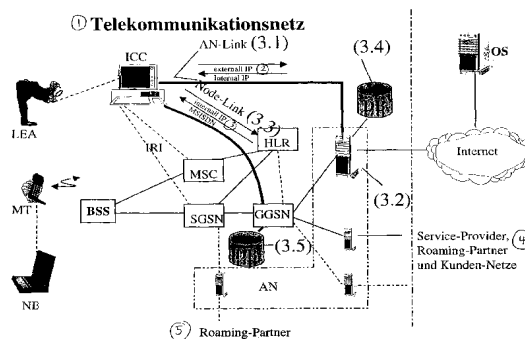 ① Telekommunikationsnetz
ICC
AN-Link (3.1)
externall IP ②
Internal IP
(3.4)
OS
Node-Link (3.3)
internall IP
MSISDN
LEA
IRI
HLR
Internet
MSC
(3.2)
MT
BSS
SGSN
GGSN
(3.5)
Service-Provider, ④
Roaming-Partner
und Kunden-Netze
AN
NB
⑤ Roaming-Partner